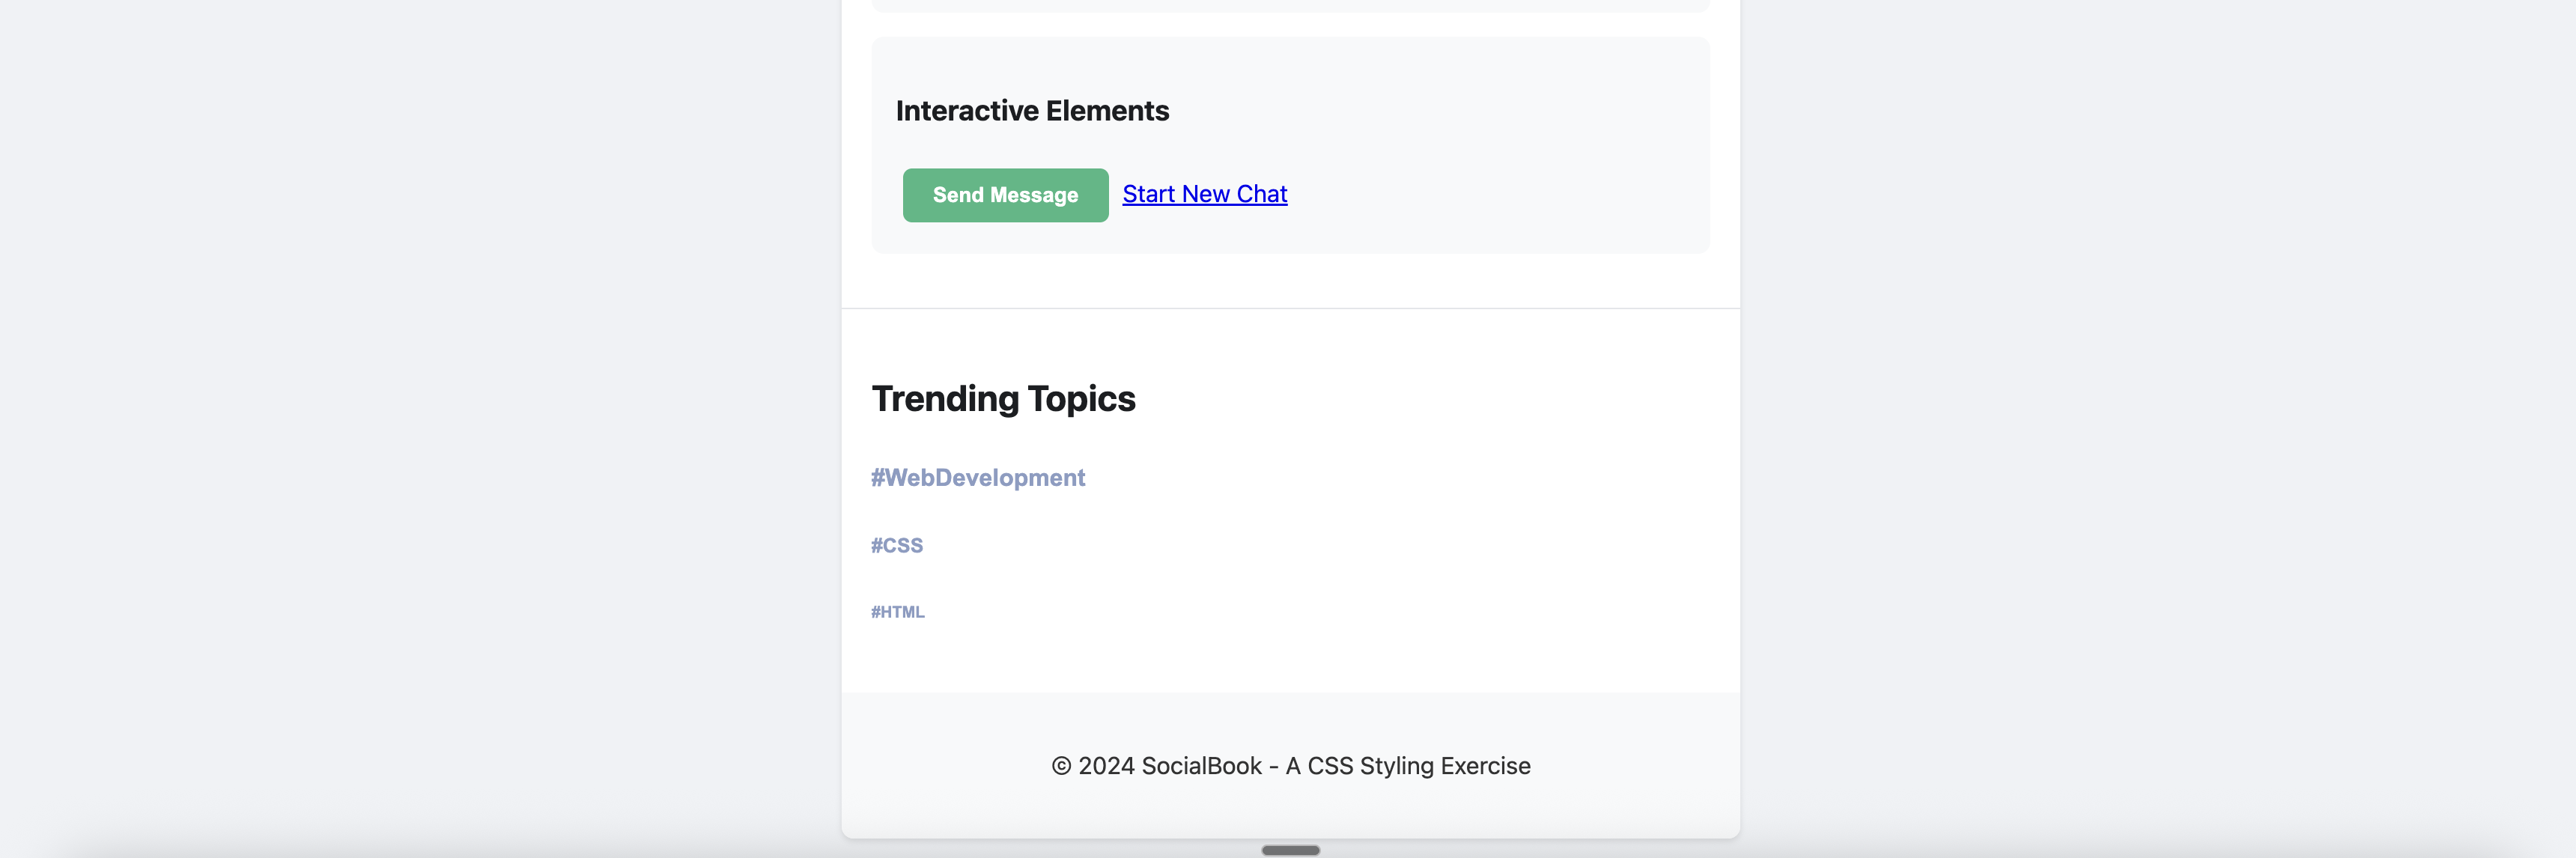 Interactive Elements
Send Message Start New Chat
Trending Topics
#WebDevelopment
#CSS
#HTML
© 2024 SocialBook - A CSS Styling Exercise